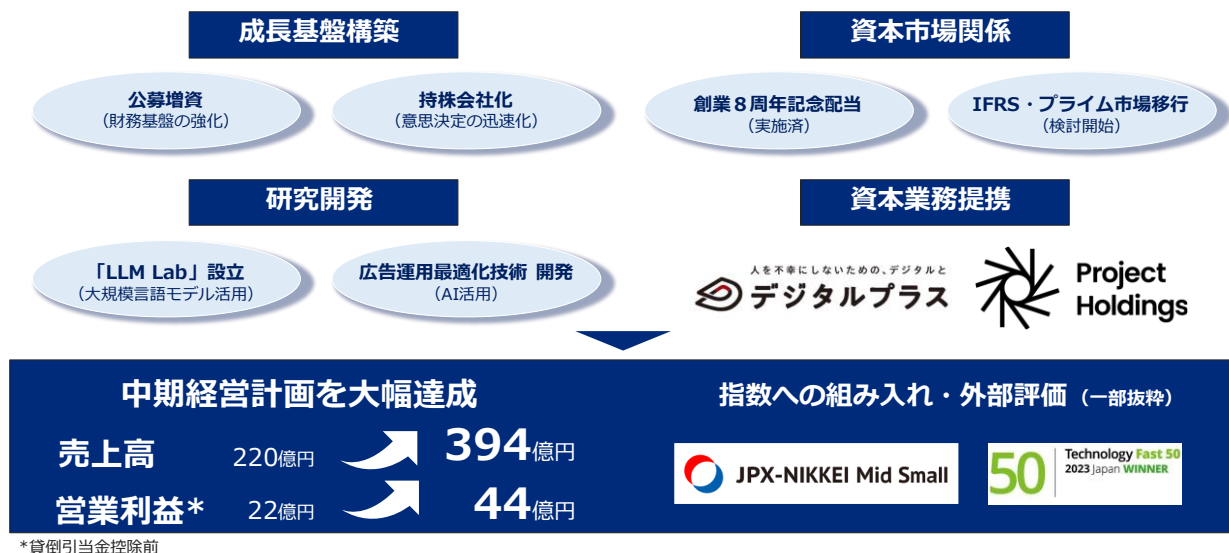 成長基盤構築
公募増資
（財務基盤の強化）
持株会社化
（意思決定の迅速化）
資本市場関係
創業８周年記念配当
（実施済）
IFRS・プライム市場移行
（検討開始）
研究開発
「LLM Lab」設立
（大規模言語モデル活用）
広告運用最適化技術 開発
（AI活用）
資本業務提携
人を不幸にしないための、デジタルと
デジタルプラス
Project
Holdings
中期経営計画を大幅達成
売上高 220億円 394億円
営業利益* 22億円 44億円
指数への組み入れ・外部評価（一部抜粋）
JPX-NIKKEI Mid Small
50
Technology Fast 50
2023 Japan WINNER
*貸倒引当金控除前